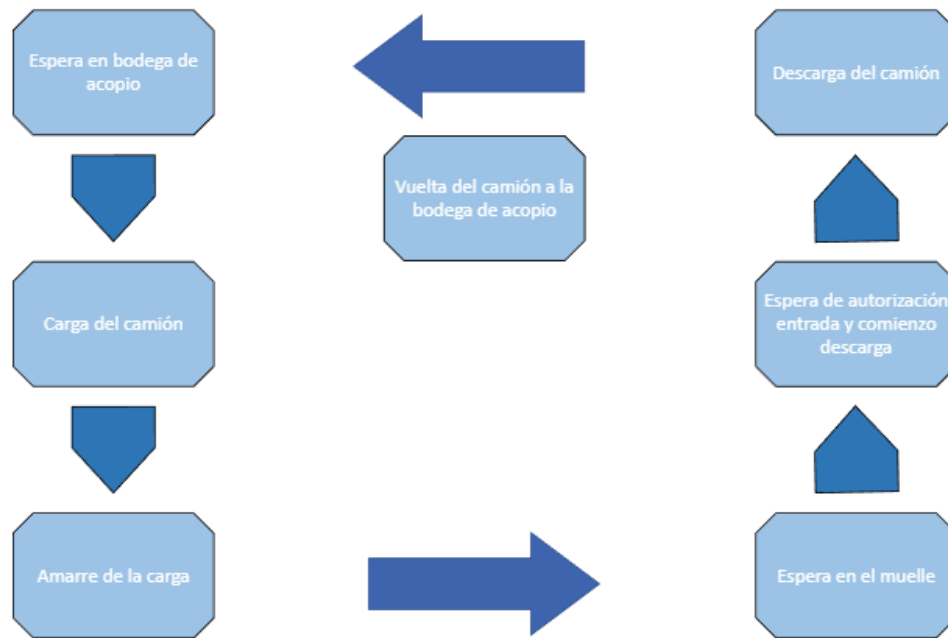 Espera en bodega de
acopio
Descarga del camión
Vuelta del camión a la
bodega de acopio
Carga del camión
Espera de autorización
entrada y comienzo
descarga
Amarre de la carga
Espera en el muelle